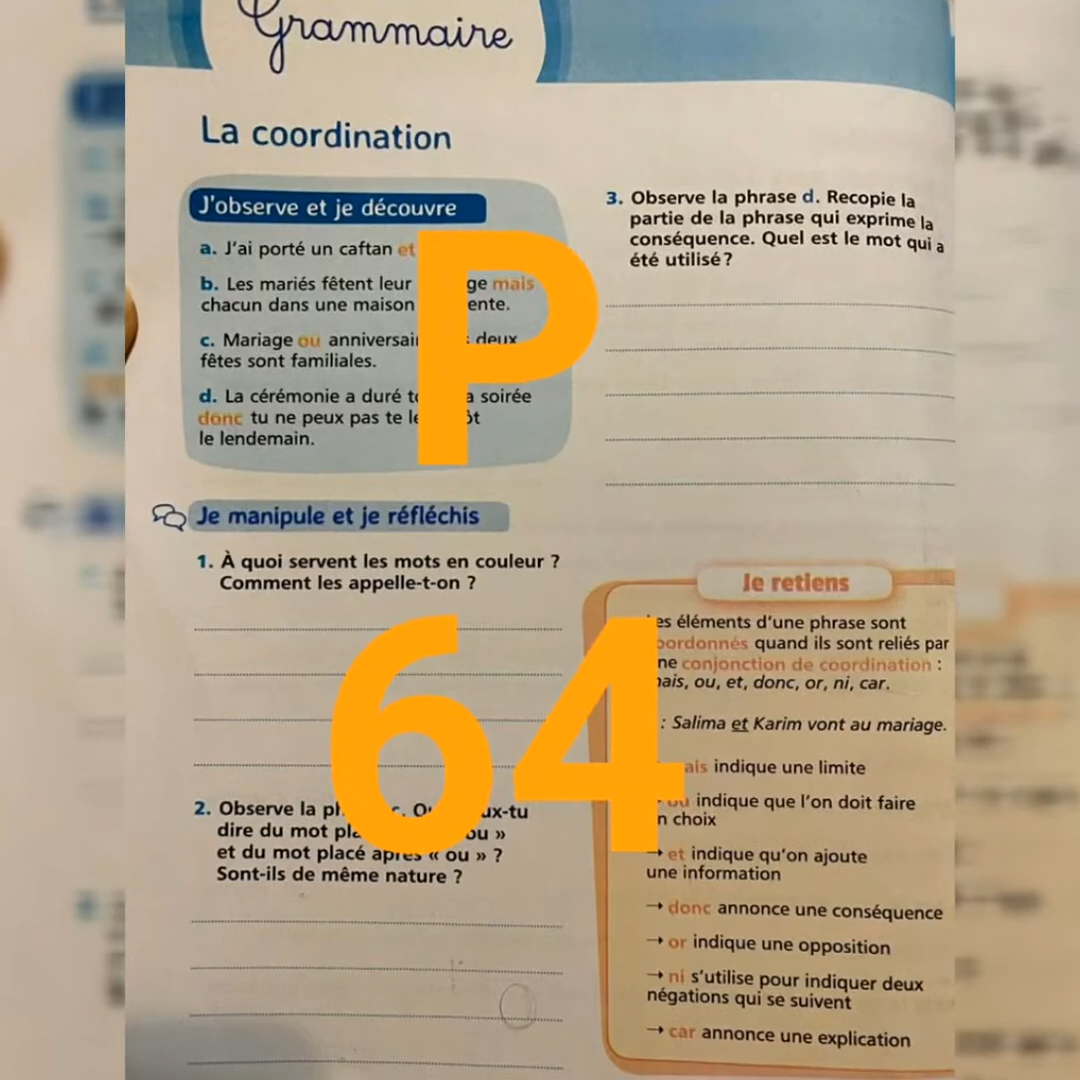 Grammaire
La coordination
J'observe et je découvre
a. J'ai porté un caftan et
b. Les mariés fêtent leur mais
chacun dans une maison
c. Mariage ou deux
fêtes sont familiales.
d. La cérémonie a duré soirée
donc tu ne peux pas te
le lendemain.
Je manipule et je réfléchis
1. À quoi servent les mots en couleur ?
Comment les appelle-t-on ?
2. Observe la
dire du mot ou »
et du mot placé après « ou » ?
Sont-ils de même nature ?
3. Observe la phrase d. Recopie la
partie de la phrase qui exprime la
conséquence. Quel est le mot qui a
été utilisé ?
Je retiens
éléments d'une phrase sont
coordonnés quand ils sont reliés par
une conjonction de coordination :
mais, ou, et, donc, or, ni, car.
: Salima et Karim vont au mariage.
mais indique une limite
ou indique que l'on doit faire
un choix
→ et indique qu'on ajoute
une information
→ donc annonce une conséquence
→ or indique une opposition
→ ni s'utilise pour indiquer deux
négations qui se suivent
→ car annonce une explication
P
64